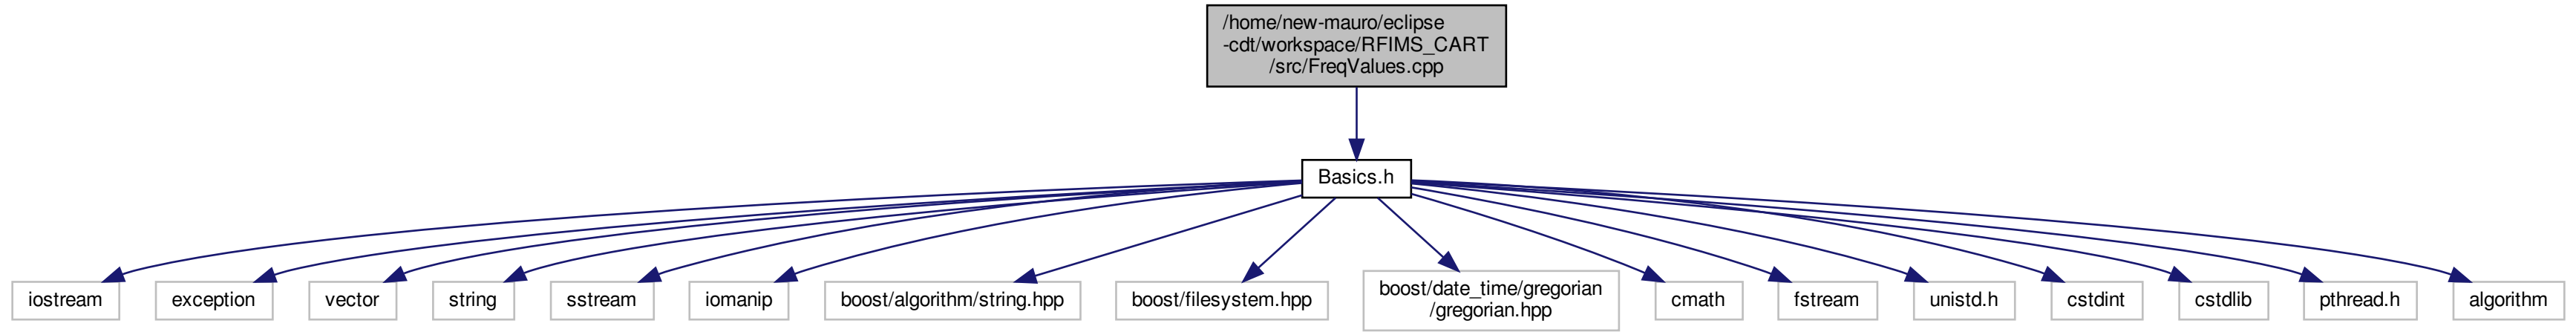 /home/new-mauro/eclipse
-cdt/workspace/RFIMS_CART
/src/FreqValues.cpp
Basics.h
iostream
exception
vector
string
sstream
iomanip
boost/algorithm/string.hpp
boost/filesystem.hpp
boost/date_time/gregorian
/gregorian.hpp
cmath
fstream
unistd.h
cstdint
cstdlib
pthread.h
algorithm